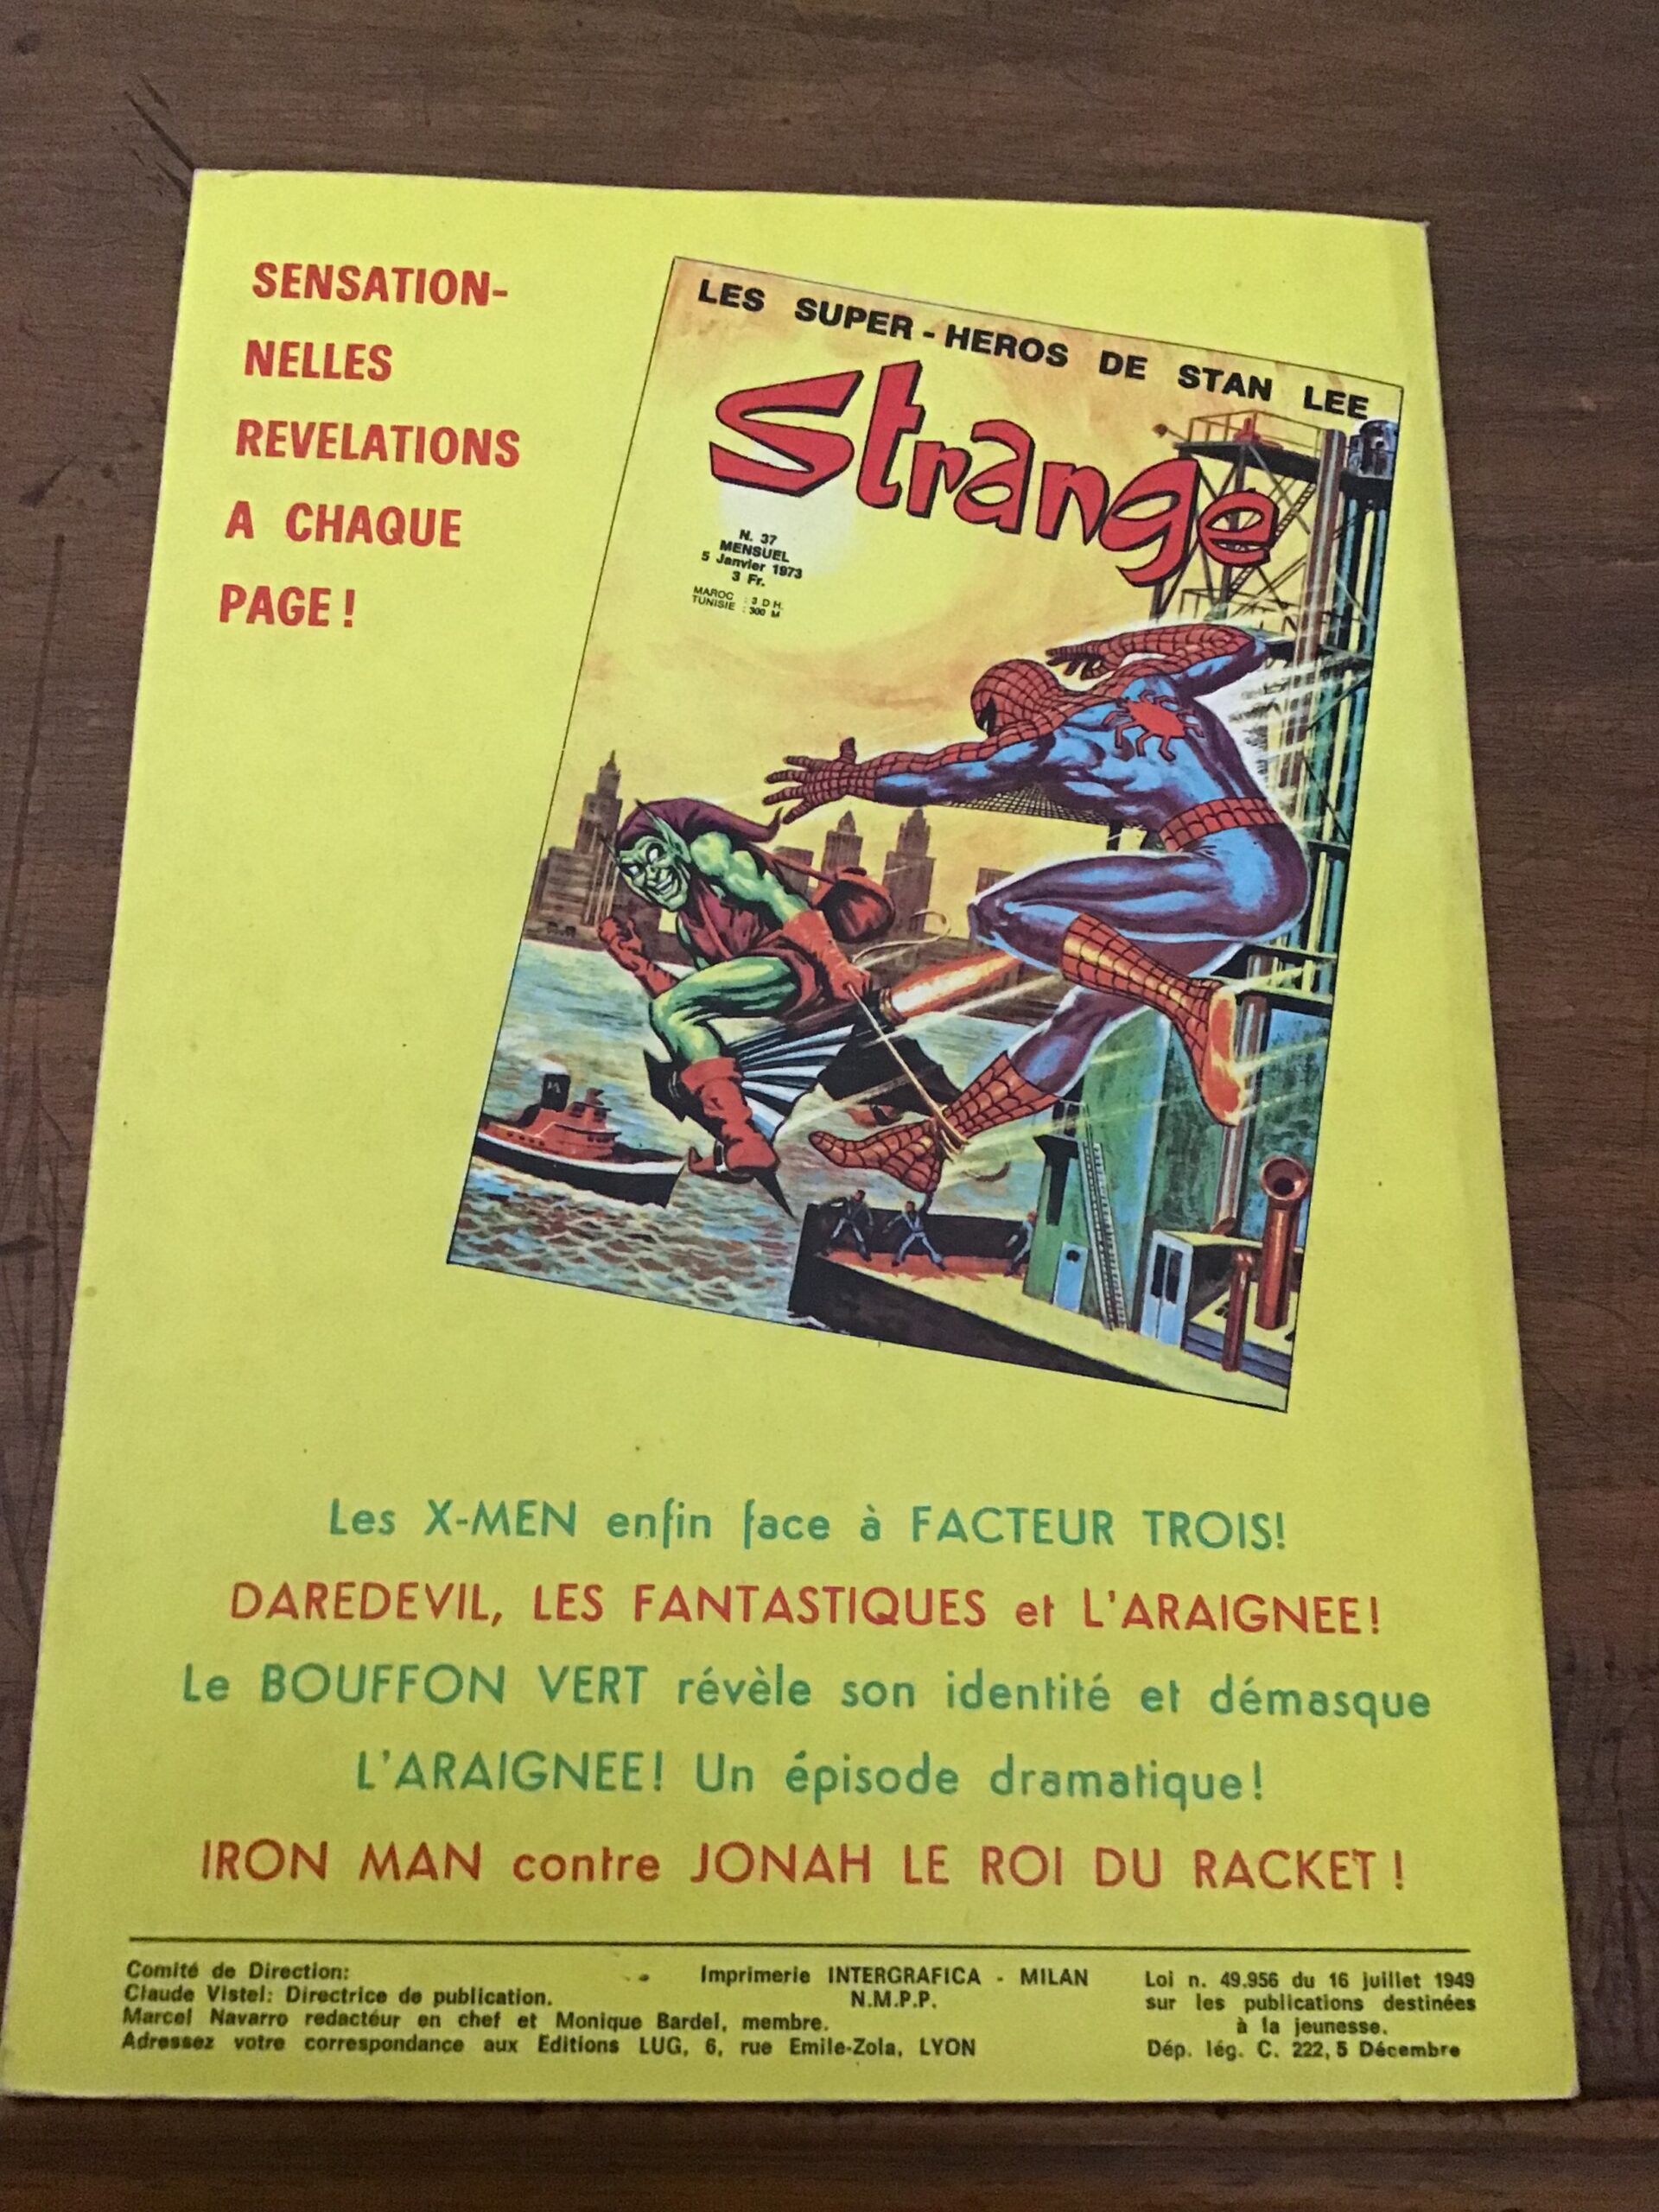 SENSATION-
NELLES
REVELATIONS
A CHAQUE
PAGE !
LES SUPER-HEROS DE STAN LEE
Strange
N. 37
MENSUEL
5 Janvier 1973
3 Fr.
MAROC : 3 D H.
TUNISIE : 300 M
Les X-MEN enfin face à FACTEUR TROIS!
DAREDEVIL, LES FANTASTIQUES et L'ARAIGNEE!
Le BOUFFON VERT révèle son identité et démasque
L'ARAIGNEE! Un épisode dramatique!
IRON MAN contre JONAH LE ROI DU RACKET !
Comité de Direction:
Claude Vistel: Directrice de publication.
Marcel Navarro redactéur en chef et Monique Bardel, membre.
Adressez votre correspondance aux Editions LUG, 6, rue Emile-Zola, LYON
Imprimerie INTERGRAFICA - MILAN
N.M.P.P.
Loi n. 49.956 du 16 juillet 1949
sur les publications destinées
à la jeunesse.
Dép. lég. C. 222, 5 Décembre